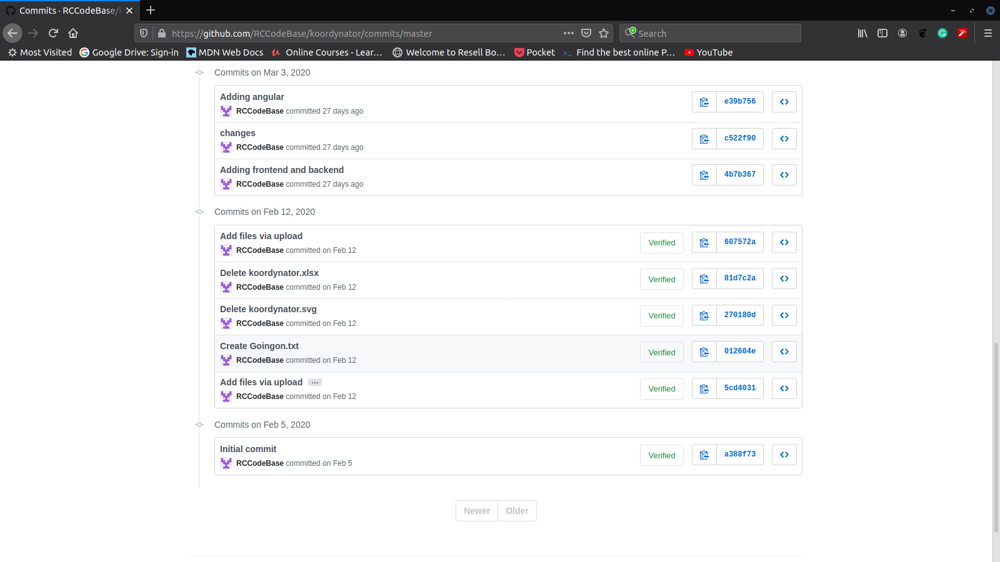 Commits · RCCodeBase/k
https://github.com/RCCodeBase/koordynator/commits/master
Search
Most Visited
Google Drive: Sign-in
MDN Web Docs
Online Courses - Lear…
Welcome to Resell Bo…
Pocket
Find the best online P…
YouTube
Commits on Mar 3, 2020
Adding angular
RCCodeBase committed 27 days ago
e39b756
changes
RCCodeBase committed 27 days ago
c522f90
Adding frontend and backend
RCCodeBase committed 27 days ago
4b7b367
Commits on Feb 12, 2020
Add files via upload
RCCodeBase committed on Feb 12
Verified
607572a
Delete koordynator.xlsx
RCCodeBase committed on Feb 12
Verified
81d7c2a
Delete koordynator.svg
RCCodeBase committed on Feb 12
Verified
270180d
Create Goingon.txt
RCCodeBase committed on Feb 12
Verified
012604e
Add files via upload …
RCCodeBase committed on Feb 12
Verified
5cd4031
Commits on Feb 5, 2020
Initial commit
RCCodeBase committed on Feb 5
Verified
a388f73
Newer
Older